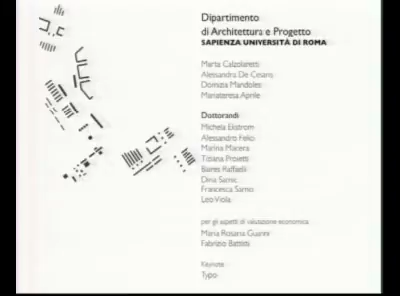 Dipartimento
di Architettura e Progetto
SAPIENZA UNIVERSITÀ DI ROMA
Marta Calzolaretti
Alessandra De Cesaris
Domizia Mandolesi
Mariateresa Aprile
Dottorandi
Michela Ekstrom
Alessandro Felici
Marina Macera
Tiziana Proietti
Raffaelli
Dina
Francesca Sarno
Leo Viola
per gli aspetti di valutazione economica
Maria Rosaria Guarini
Fabrizio Battisti
Keynote
Typo